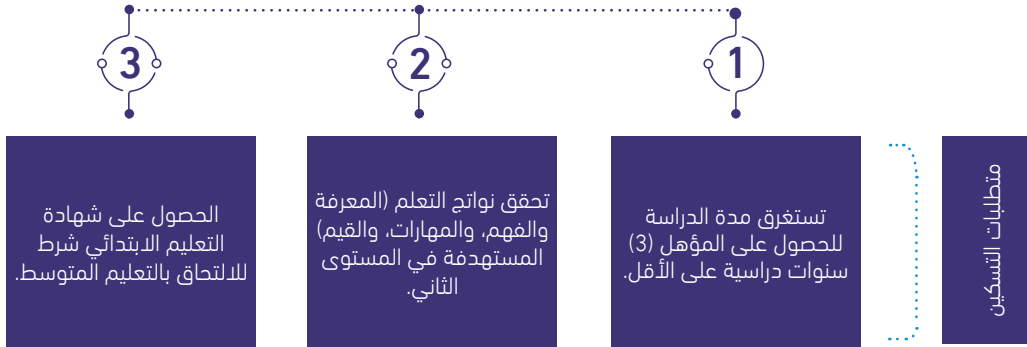 متطلبات التسكين
1
تستغرق مدة الدراسة
للحصول على المؤهل (3)
سنوات دراسية على الأقل.
2
تحقق نواتج التعلم (المعرفة
والفهم، والمهارات، والقيم)
المستهدفة في المستوى
الثاني.
3
الحصول على شهادة
التعليم الابتدائي شرط
للالتحاق بالتعليم المتوسط.